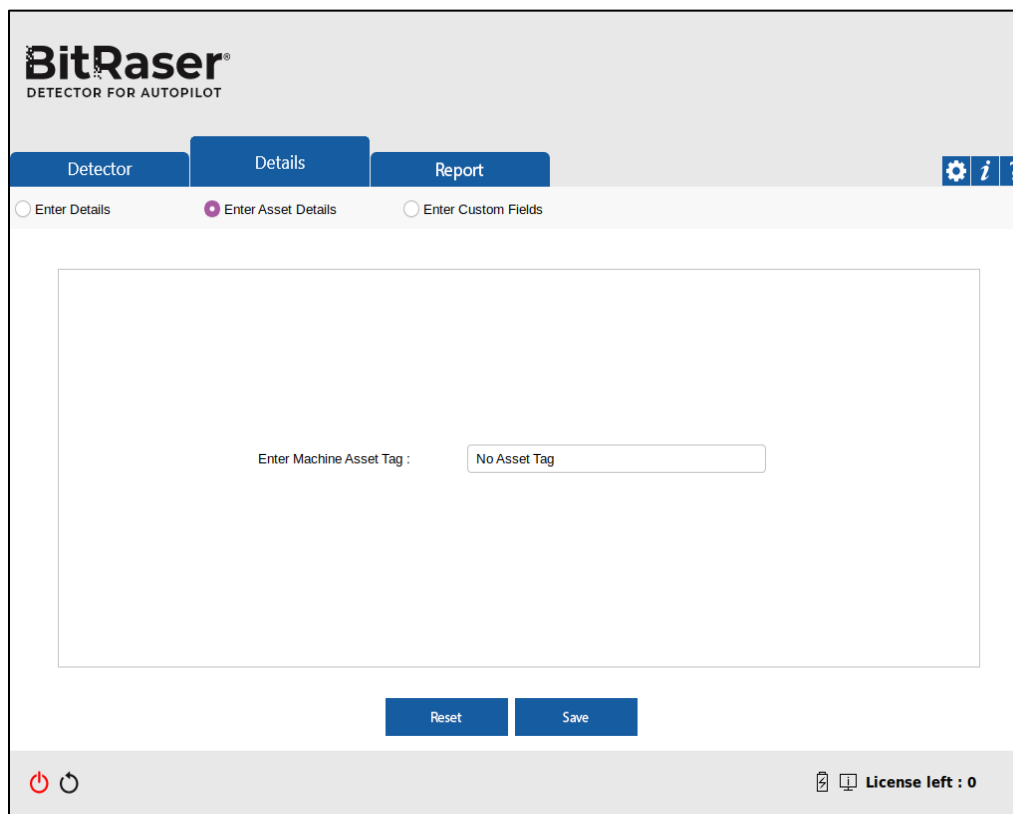 BitRaser®
DETECTOR FOR AUTOPILOT
Detector
Details
Report
i
?
Enter Details
Enter Asset Details
Enter Custom Fields
Enter Machine Asset Tag :
No Asset Tag
Reset
Save
License left : 0